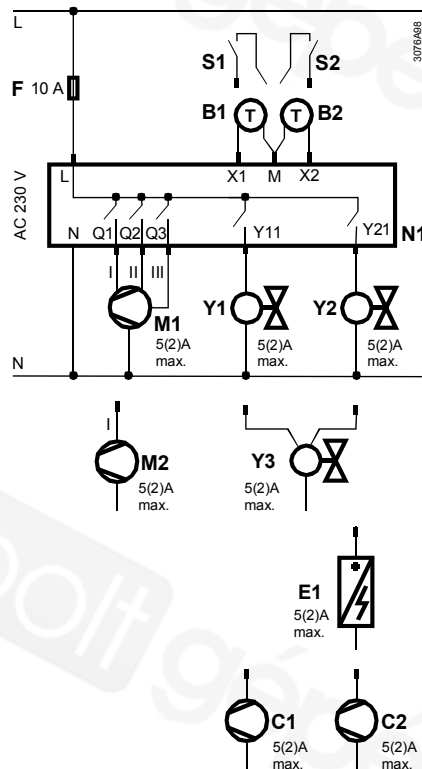 L
3076A98
S1 S2
F 10 A
B1 T T B2
AC 230 V
L X1 M X2
Q1 Q2 Q3
N Y11 Y21 N1
I II III
M1 Y1 Y2
5(2)A 5(2)A 5(2)A
max. max. max.
N
I
M2 Y3
5(2)A 5(2)A
max. max.
E1
5(2)A
max.
C1 C2
5(2)A 5(2)A
max. max.
bolt gépé